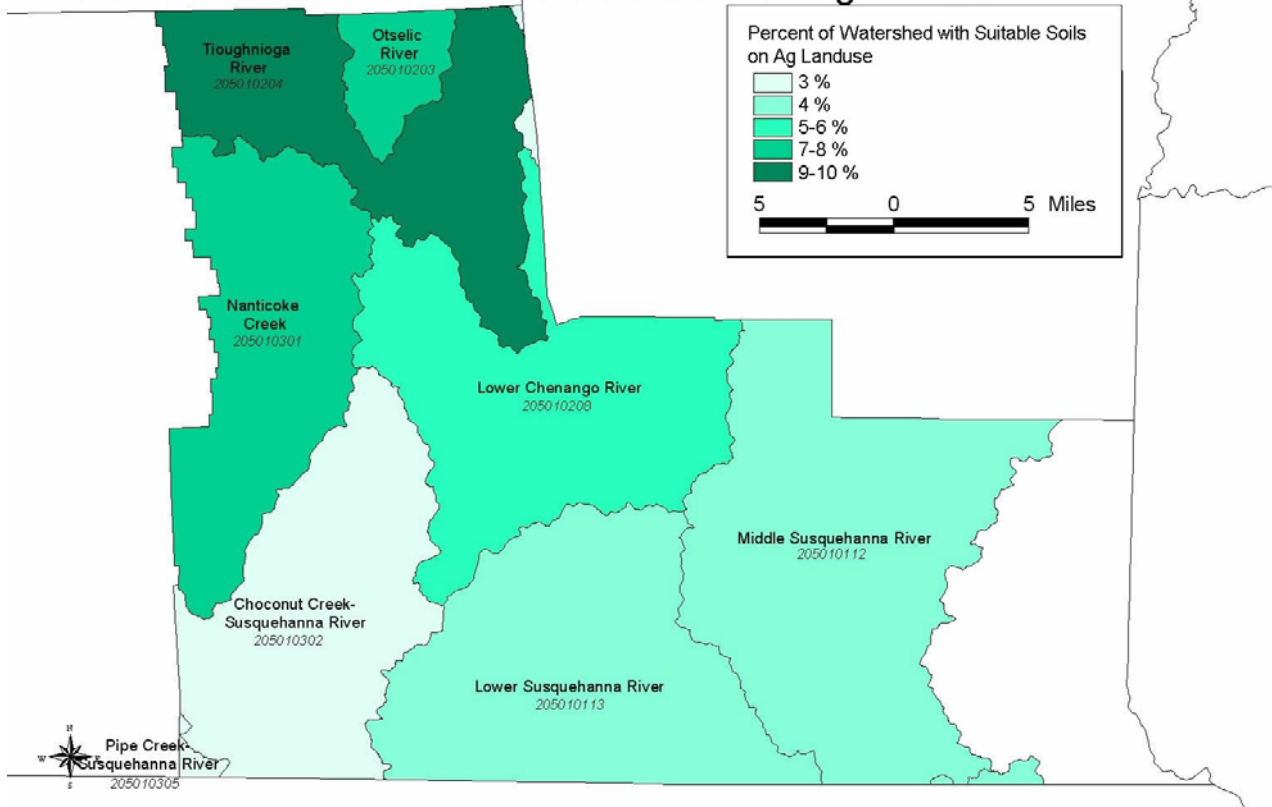 Percent of Watershed with Suitable Soils
on Ag Landuse
3 %
4 %
5-6 %
7-8 %
9-10 %
5 0 5 Miles
Tioughnioga
River
205010204
Otselic
River
205010203
Nanticoke
Creek
205010301
Lower Chenango River
205010208
Middle Susquehanna River
205010112
Choconut Creek-
Susquehanna River
205010302
Lower Susquehanna River
205010113
Pipe Creek-
Susquehanna River
205010305
N
W
S